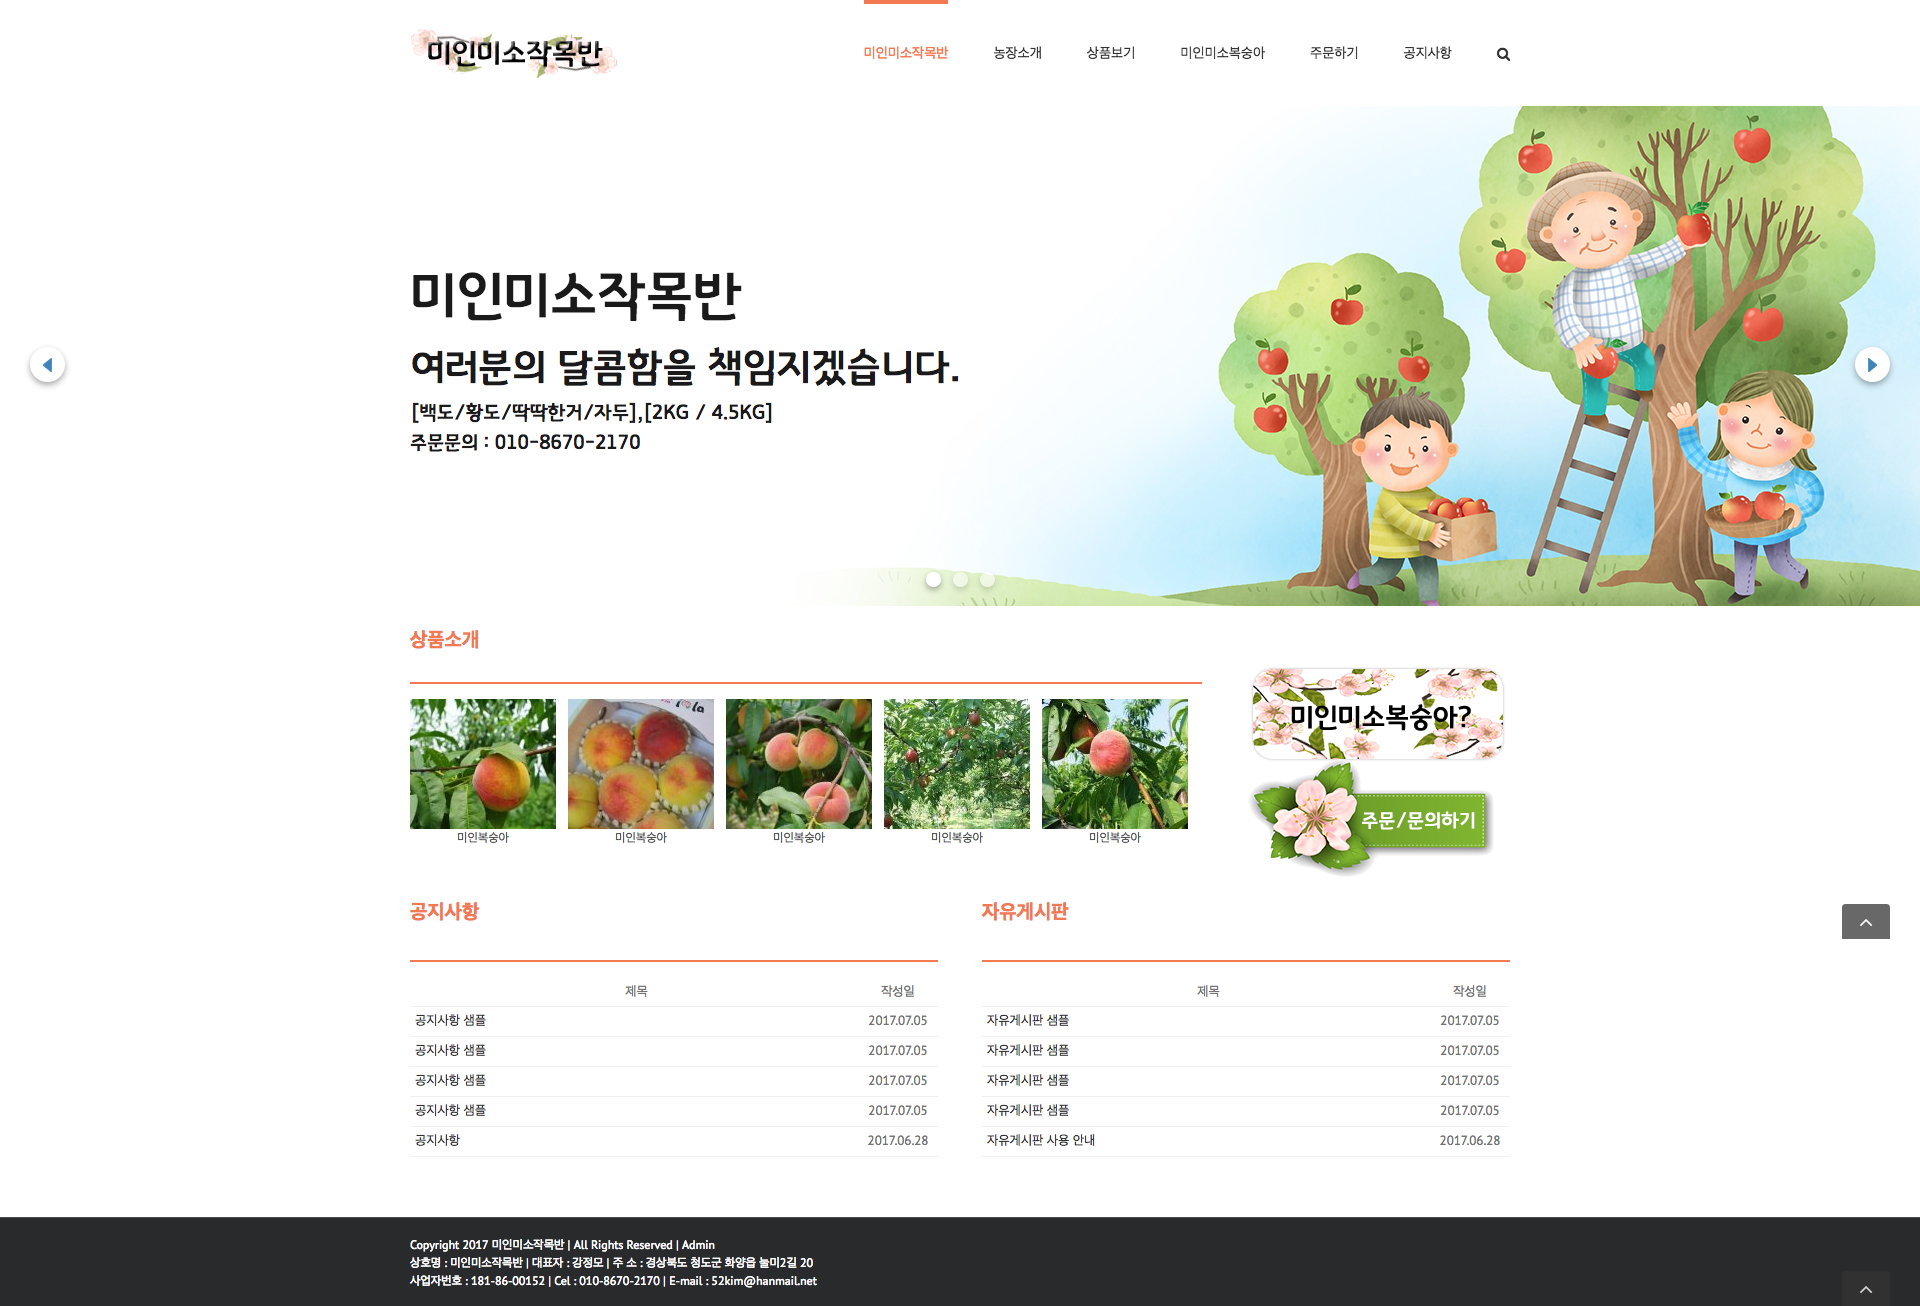 미인미소작목반
미인미소작목반 농장소개 상품보기 미인미소복숭아 주문하기 공지사항
미인미소작목반
여러분의 달콤함을 책임지겠습니다.
[백도/황도/딱딱한거/자두],[2KG / 4.5KG]
주문문의 : 010-8670-2170
상품소개
미인복숭아 미인복숭아 미인복숭아 미인복숭아 미인복숭아
미인미소복숭아?
주문/문의하기
공지사항
제목 작성일
공지사항 샘플 2017.07.05
공지사항 샘플 2017.07.05
공지사항 샘플 2017.07.05
공지사항 샘플 2017.07.05
공지사항 2017.06.28
자유게시판
제목 작성일
자유게시판 샘플 2017.07.05
자유게시판 샘플 2017.07.05
자유게시판 샘플 2017.07.05
자유게시판 샘플 2017.07.05
자유게시판 사용 안내 2017.06.28
Copyright 2017 미인미소작목반 | All Rights Reserved | Admin
상호명 : 미인미소작목반 | 대표자 : 강정모 | 주 소 : 경상북도 청도군 화양읍 눌미2길 20
사업자번호 : 181-86-00152 | Cel : 010-8670-2170 | E-mail : 52kim@hanmail.net